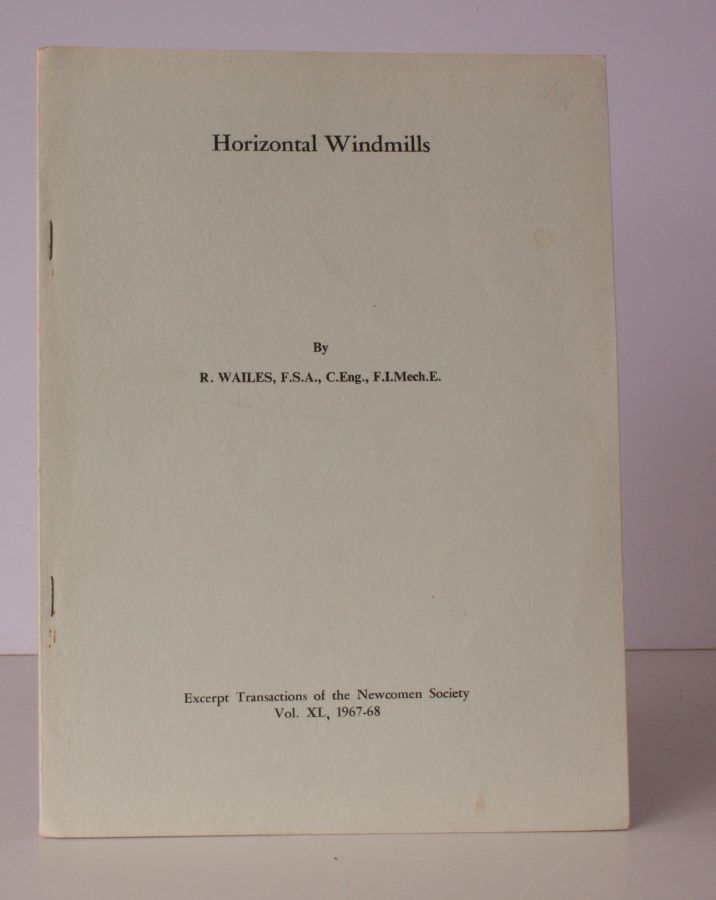 Horizontal Windmills
By
R. WAILES, F.S.A., C.Eng., F.I.Mech.E.
Excerpt Transactions of the Newcomen Society
Vol. XL, 1967-68